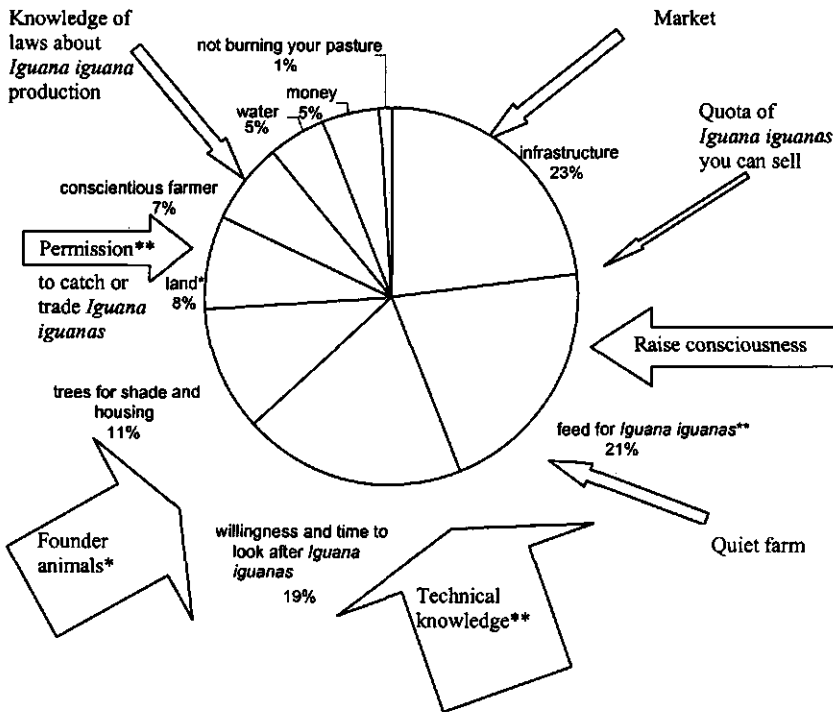 Knowledge of
laws about
Iguana iguana
production
not burning your pasture
1%
money
5%
water
5%
Market
infrastructure
23%
Quota of
Iguana iguanas
you can sell
conscientious farmer
7%
Permission**
to catch or
trade Iguana
iguanas
land*
8%
Raise consciousness
trees for shade and
housing
11%
feed for Iguana iguanas**
21%
Founder
animals*
willingness and time to
look after Iguana
iguanas
19%
Technical
knowledge**
Quiet farm